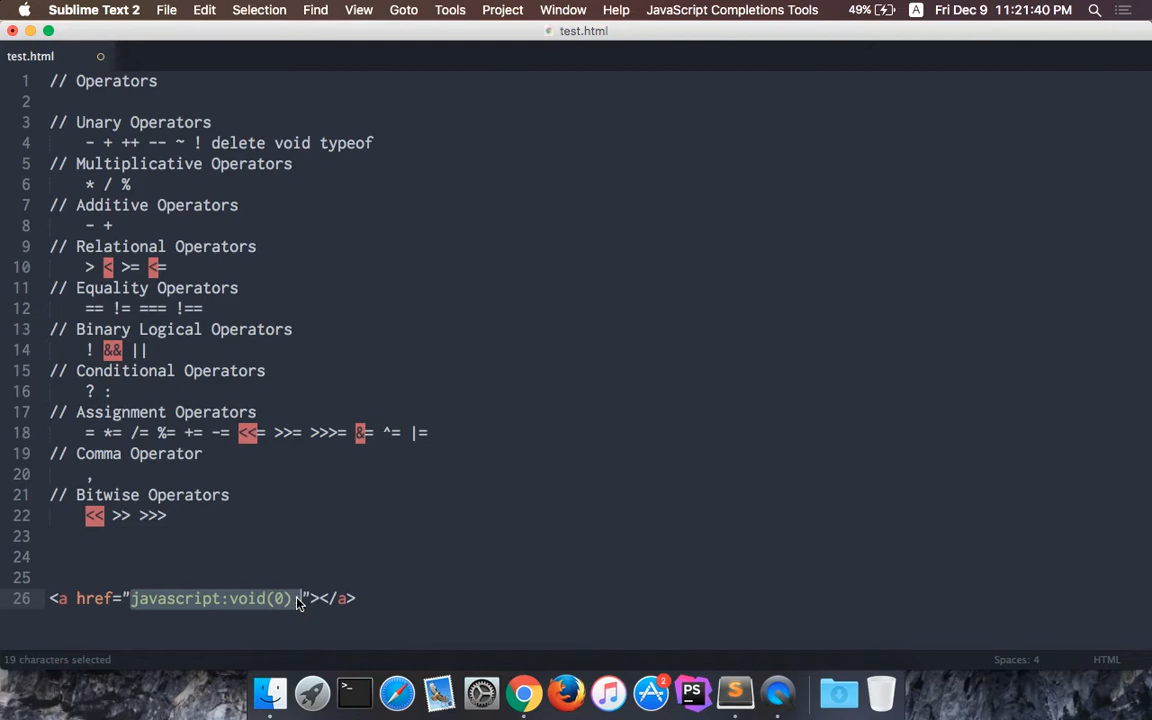 Sublime Text 2 File Edit Selection Find View Goto Tools Project Window Help JavaScript Completions Tools 49% A Fri Dec 9 11:21:40 PM
test.html
test.html
1 // Operators
2
3 // Unary Operators
4 - + ++ -- ~ ! delete void typeof
5 // Multiplicative Operators
6 * / %
7 // Additive Operators
8 - +
9 // Relational Operators
10 > < >= <=
11 // Equality Operators
12 == != === !==
13 // Binary Logical Operators
14 ! && ||
15 // Conditional Operators
16 ? :
17 // Assignment Operators
18 = *= /= %= += -= <<= >>= >>>= &= ^= |=
19 // Comma Operator
20 ,
21 // Bitwise Operators
22 << >> >>>
23
24
25
26 <a href="javascript:void(0);"></a>
19 characters selected Spaces: 4 HTML
>_ PS S 2